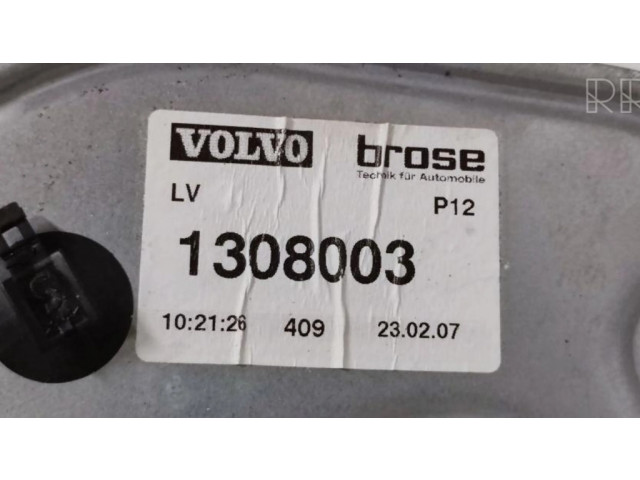 VOLVO brose
Technik für Automobile
LV P12
1308003
10:21:26 409 23.02.07